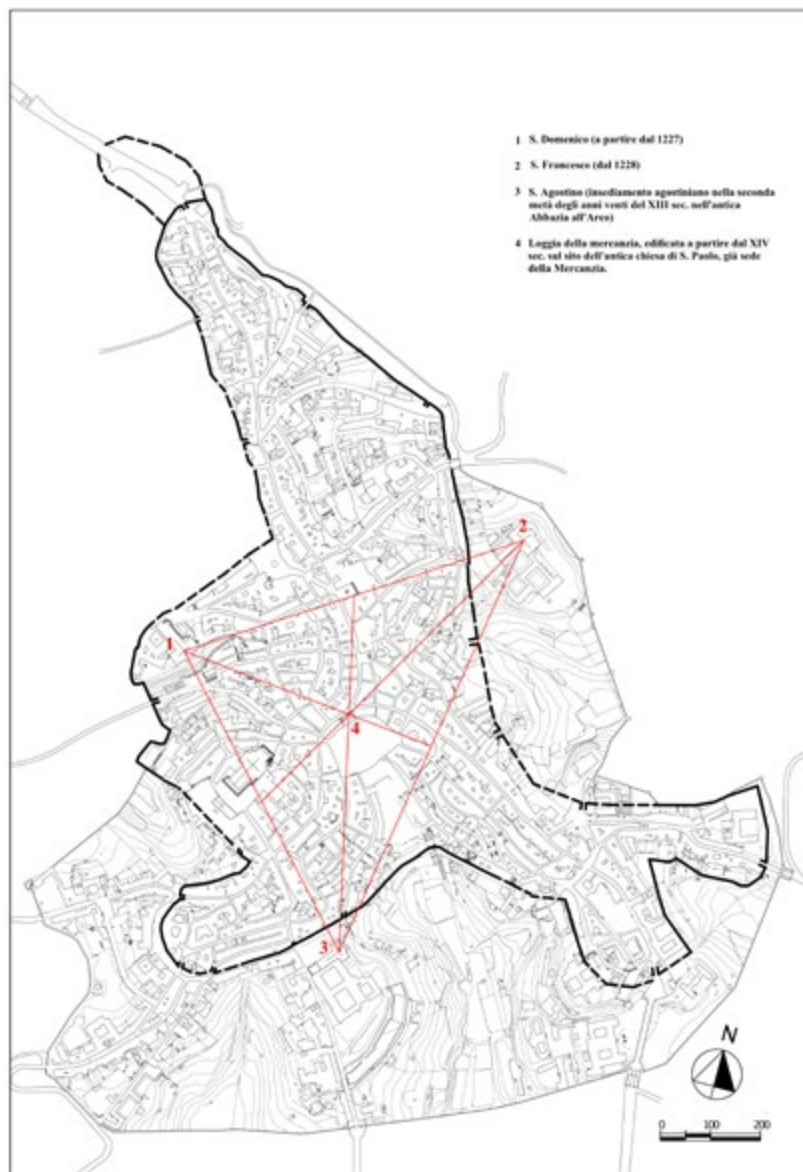 1 S. Domenico (a partire dal 1227)
2 S. Francesco (dal 1228)
3 S. Agostino (insediamento agostiniano nella seconda
metà degli anni venti del XIII sec. nell'antica
Abbazia all'Arco)
4 Loggia della mercanzia, edificata a partire dal XIV
sec. sul sito dell'antica chiesa di S. Paolo, già sede
della Mercanzia.
2
1
4
3
N
0 100 200